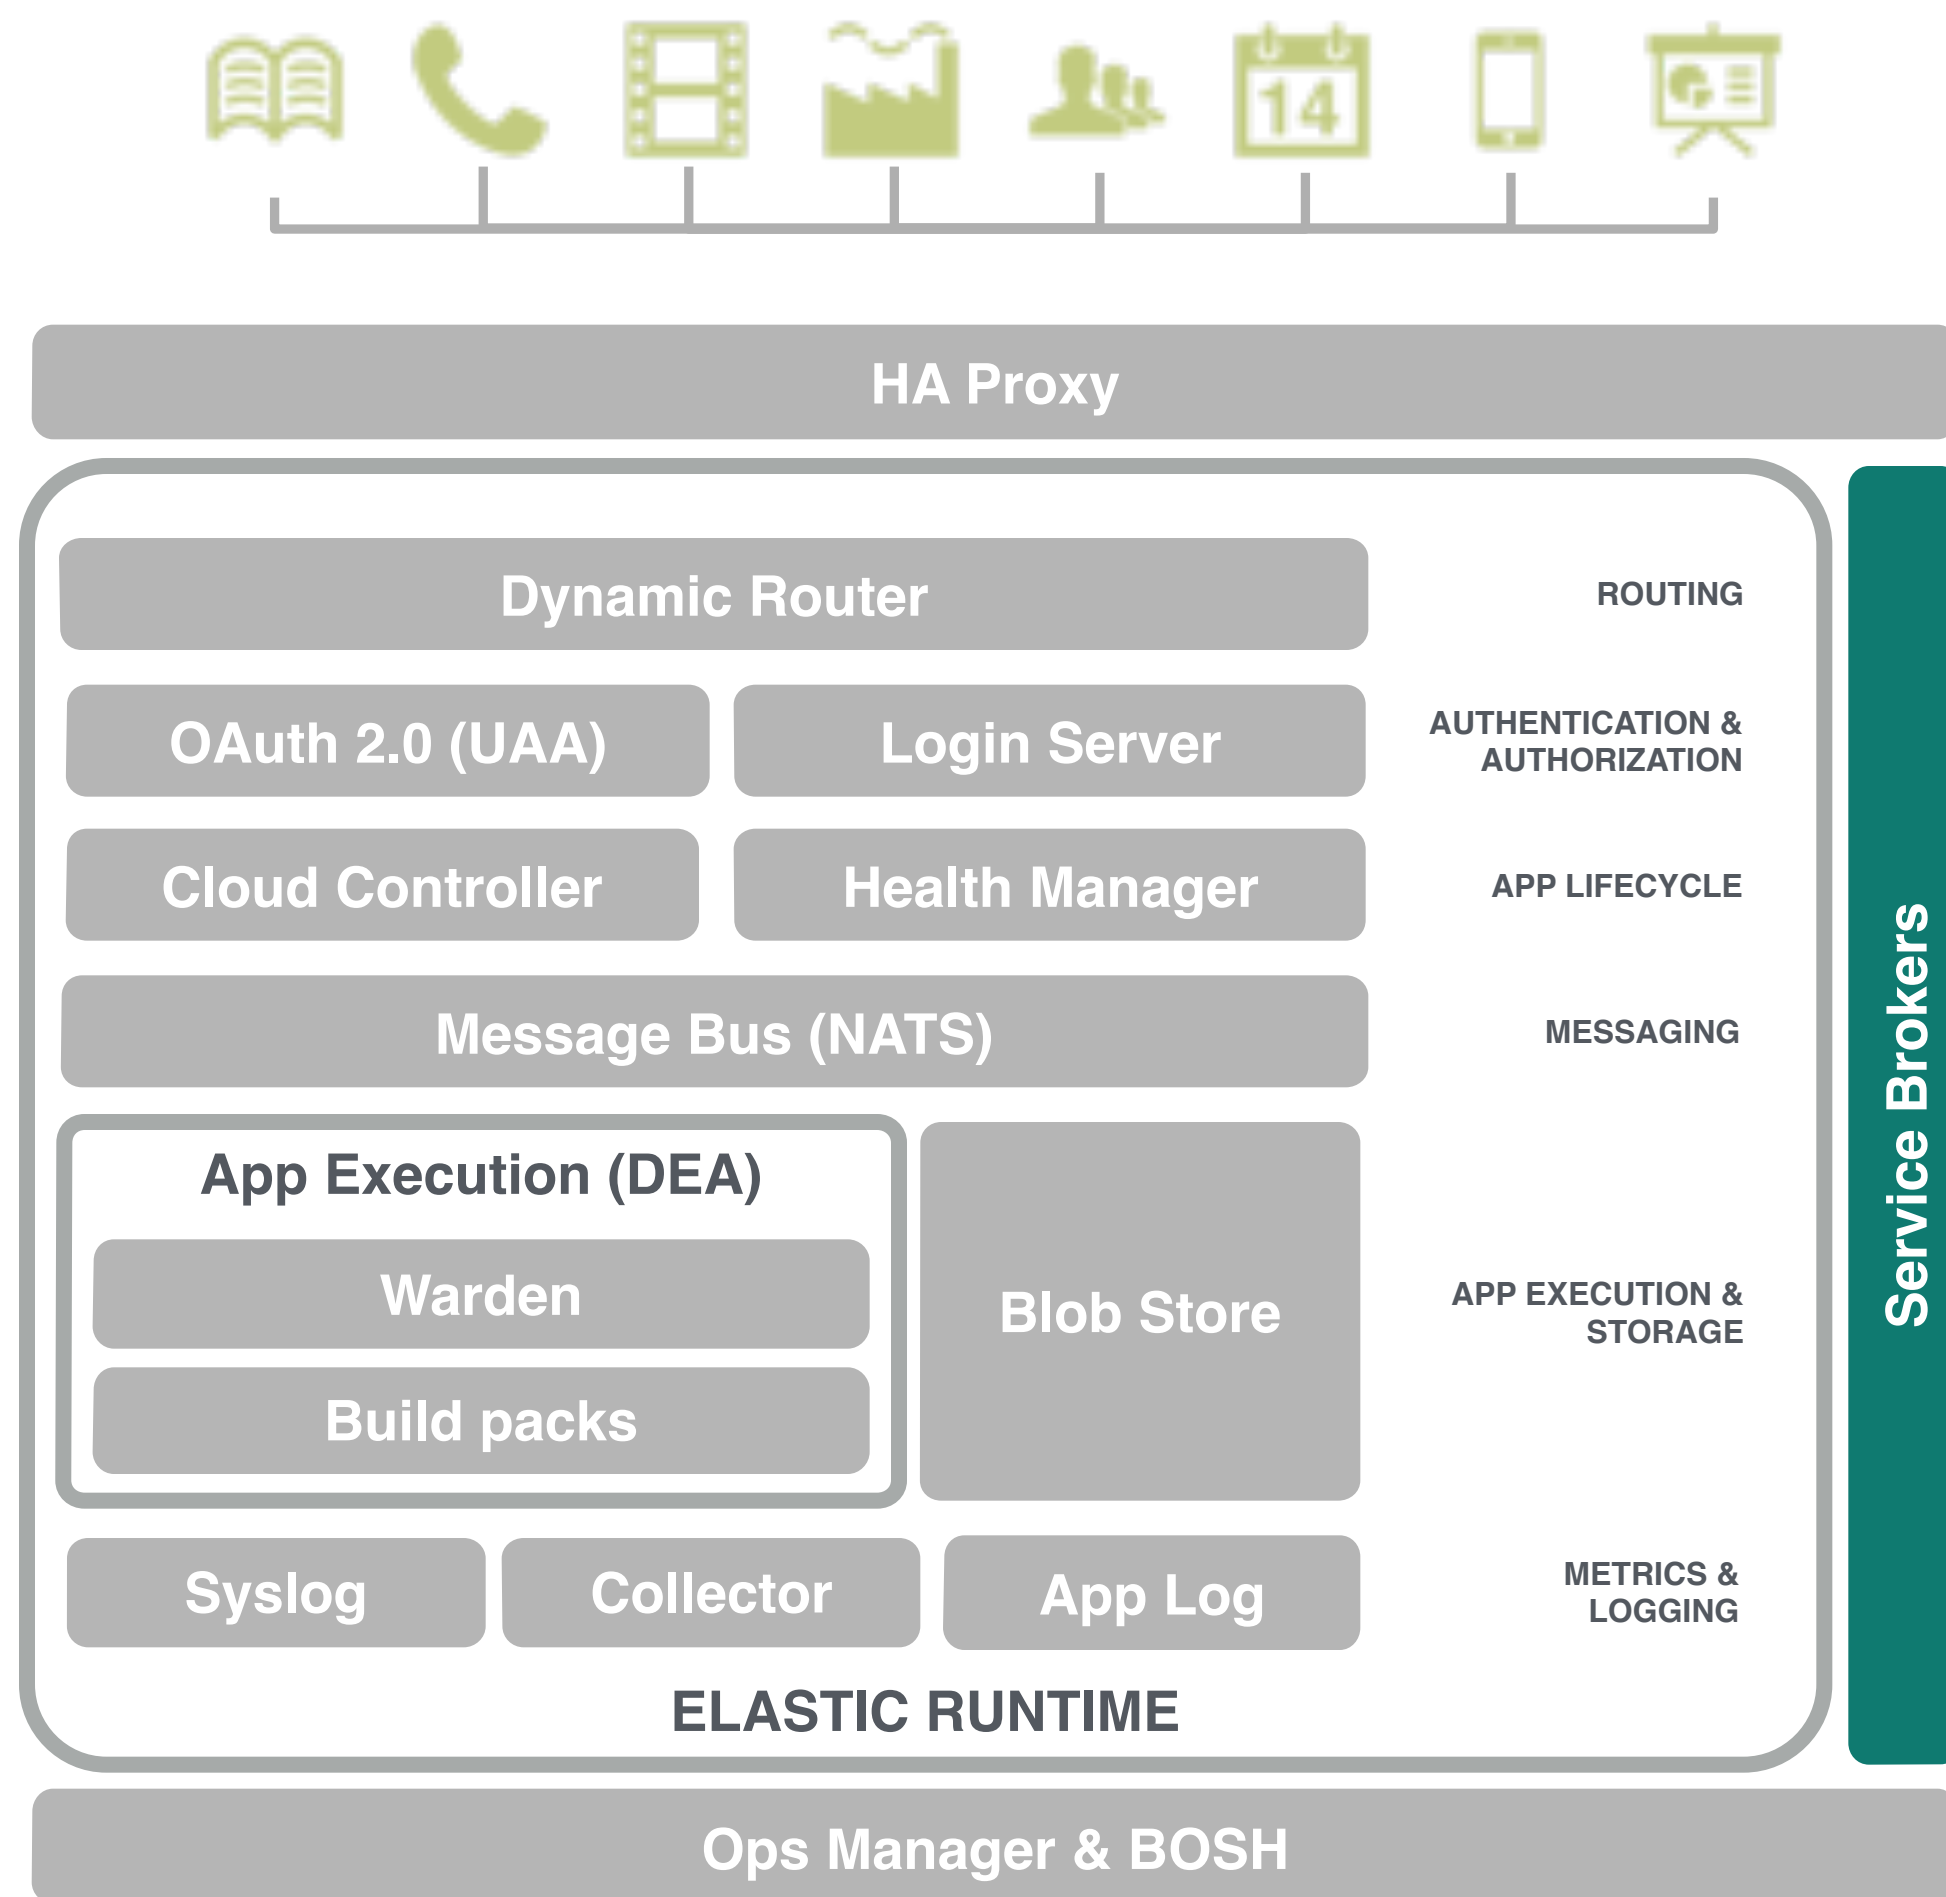 14
HA Proxy
Dynamic Router
ROUTING
OAuth 2.0 (UAA)
Login Server
AUTHENTICATION &
AUTHORIZATION
Cloud Controller
Health Manager
APP LIFECYCLE
Message Bus (NATS)
MESSAGING
App Execution (DEA)
Warden
Build packs
Blob Store
APP EXECUTION &
STORAGE
Syslog
Collector
App Log
METRICS &
LOGGING
ELASTIC RUNTIME
Service Brokers
Ops Manager & BOSH